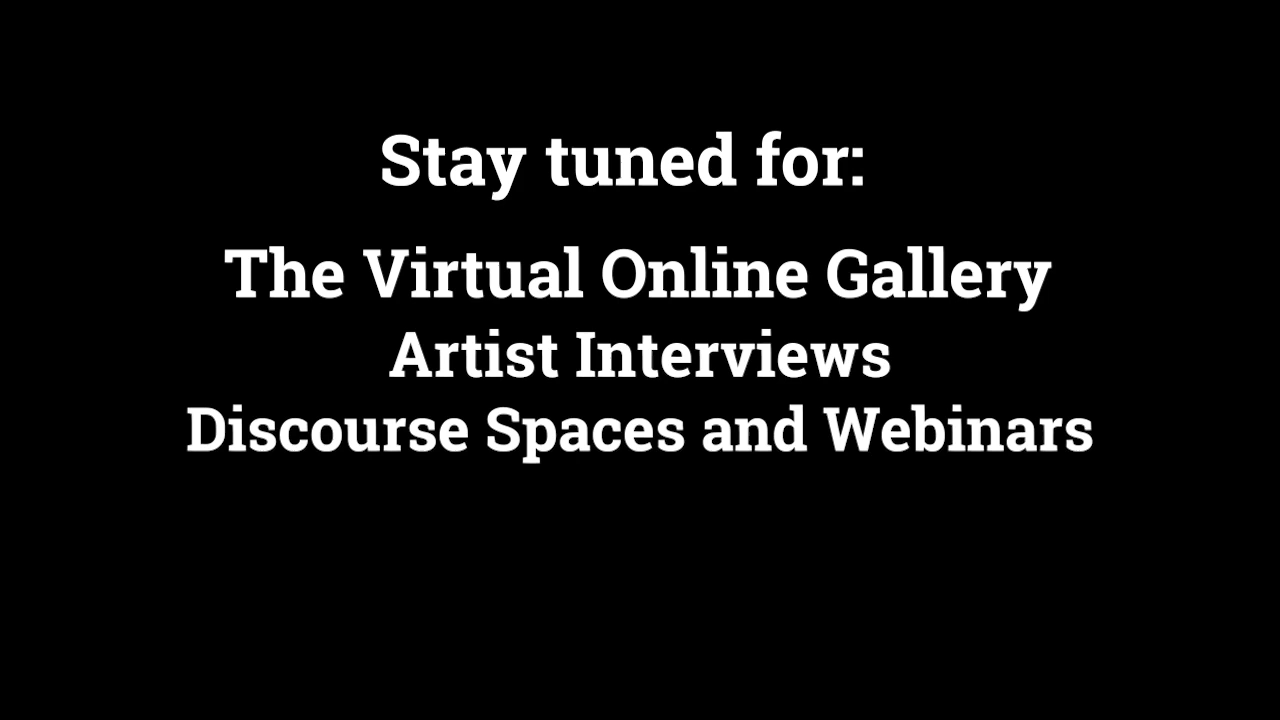 Stay tuned for:
The Virtual Online Gallery
Artist Interviews
Discourse Spaces and Webinars